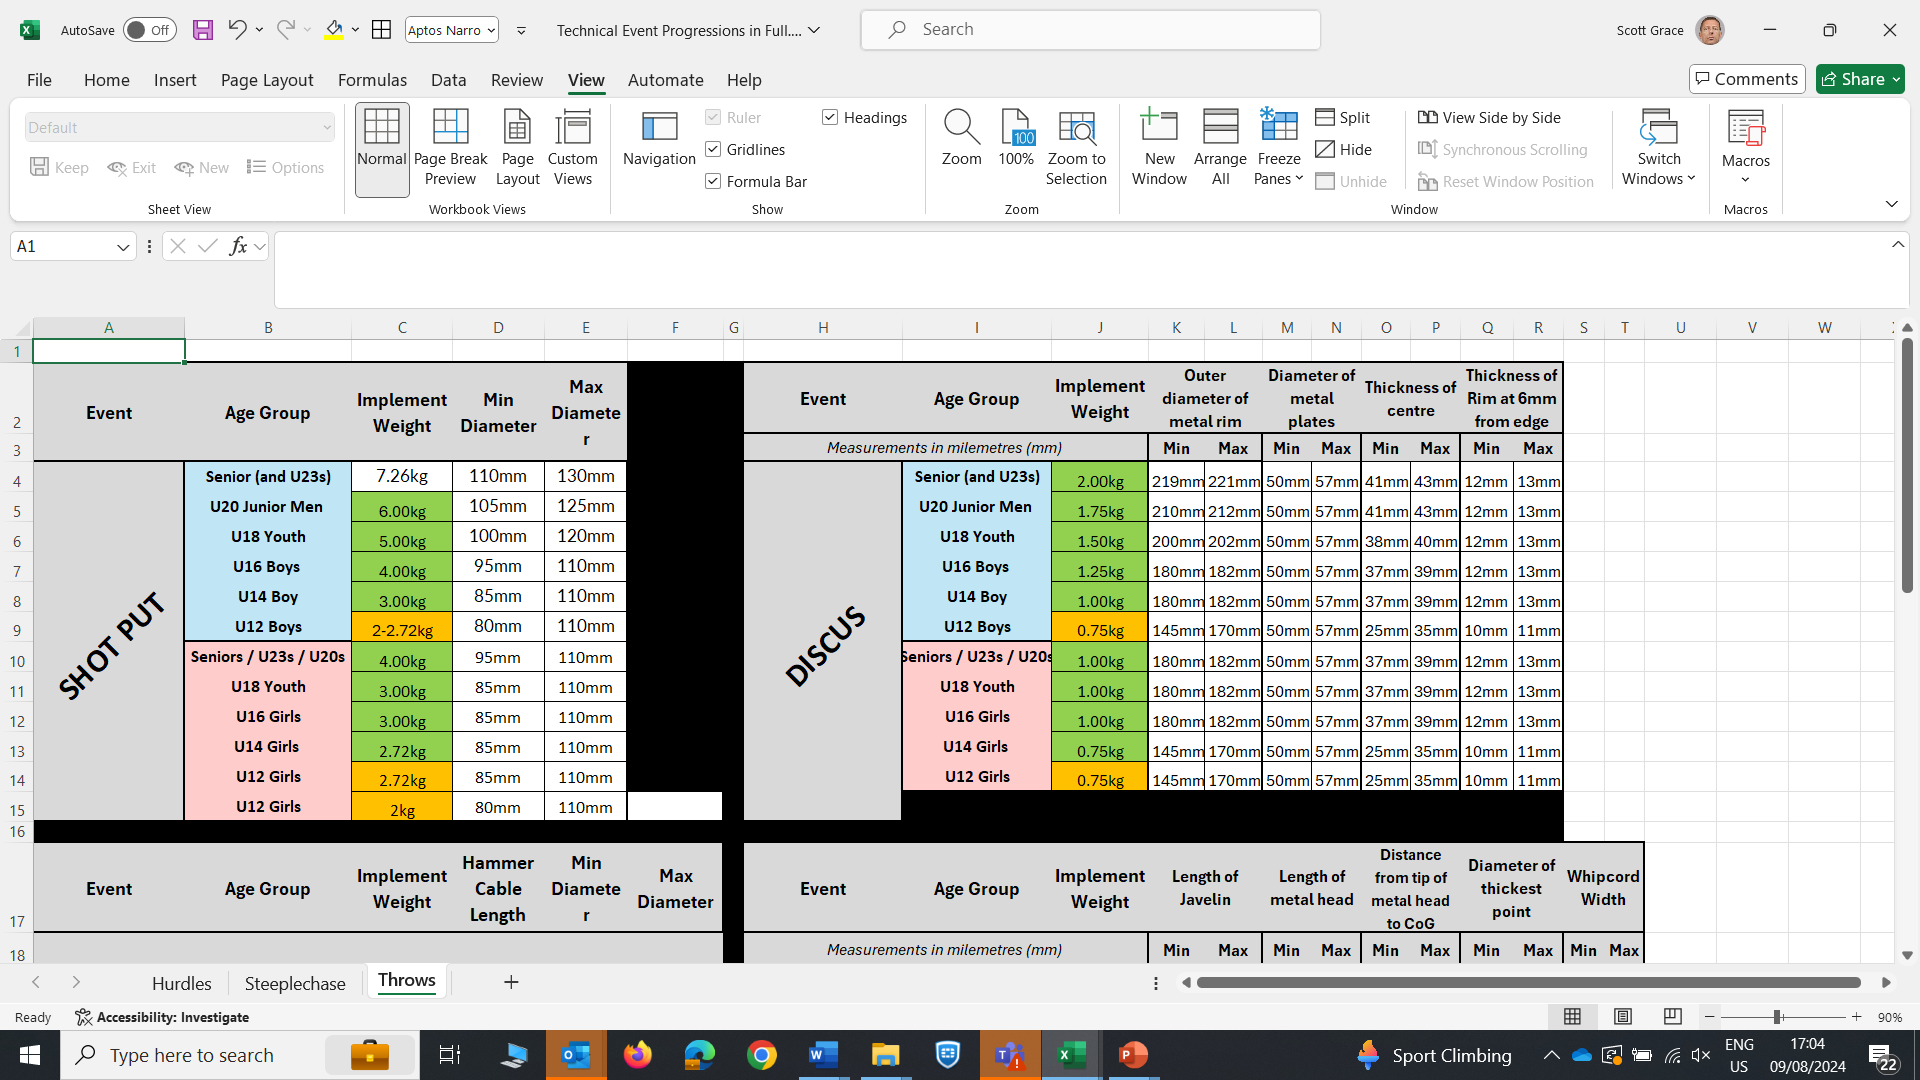 AutoSave Off Aptos Narro Technical Event Progressions in Full.... Search Scott Grace
File Home Insert Page Layout Formulas Data Review View Automate Help Comments Share
Default
Keep Exit New Options
Sheet View
Normal Page Break Preview Page Layout Custom Views
Workbook Views
Navigation Ruler Gridlines Formula Bar Headings
Show
Zoom 100% Zoom to Selection
Zoom
New Window Arrange All Freeze Panes Split Hide Unhide View Side by Side Synchronous Scrolling Reset Window Position Switch Windows
Window
Macros
Macros
A1 fx
A B C D E F G H I J K L M N O P Q R S T U V W
1
2 Event Age Group Implement Weight Min Diameter Max Diameter Event Age Group Implement Weight Outer diameter of metal rim Diameter of metal plates Thickness of centre Thickness of Rim at 6mm from edge
3 Measurements in milemetres (mm) Min Max Min Max Min Max Min Max
SHOT PUT
DISCUS
4 Senior (and U23s) 7.26kg 110mm 130mm Senior (and U23s) 2.00kg 219mm 221mm 50mm 57mm 41mm 43mm 12mm 13mm
5 U20 Junior Men 6.00kg 105mm 125mm U20 Junior Men 1.75kg 210mm 212mm 50mm 57mm 41mm 43mm 12mm 13mm
6 U18 Youth 5.00kg 100mm 120mm U18 Youth 1.50kg 200mm 202mm 50mm 57mm 38mm 40mm 12mm 13mm
7 U16 Boys 4.00kg 95mm 110mm U16 Boys 1.25kg 180mm 182mm 50mm 57mm 37mm 39mm 12mm 13mm
8 U14 Boy 3.00kg 85mm 110mm U14 Boy 1.00kg 180mm 182mm 50mm 57mm 37mm 39mm 12mm 13mm
9 U12 Boys 2-2.72kg 80mm 110mm U12 Boys 0.75kg 145mm 170mm 50mm 57mm 25mm 35mm 10mm 11mm
10 Seniors / U23s / U20s 4.00kg 95mm 110mm Seniors / U23s / U20s 1.00kg 180mm 182mm 50mm 57mm 37mm 39mm 12mm 13mm
11 U18 Youth 3.00kg 85mm 110mm U18 Youth 1.00kg 180mm 182mm 50mm 57mm 37mm 39mm 12mm 13mm
12 U16 Girls 3.00kg 85mm 110mm U16 Girls 1.00kg 180mm 182mm 50mm 57mm 37mm 39mm 12mm 13mm
13 U14 Girls 2.72kg 85mm 110mm U14 Girls 0.75kg 145mm 170mm 50mm 57mm 25mm 35mm 10mm 11mm
14 U12 Girls 2.72kg 85mm 110mm U12 Girls 0.75kg 145mm 170mm 50mm 57mm 25mm 35mm 10mm 11mm
15 U12 Girls 2kg 80mm 110mm
16
17 Event Age Group Implement Weight Hammer Cable Length Min Diameter Max Diameter Event Age Group Implement Weight Length of Javelin Length of metal head Distance from tip of metal head to CoG Diameter of thickest point Whipcord Width
18 Measurements in milemetres (mm) Min Max Min Max Min Max Min Max Min Max
Hurdles Steeplechase Throws
Ready Accessibility: Investigate 90%
Type here to search Sport Climbing ENG US 17:04 09/08/2024 22